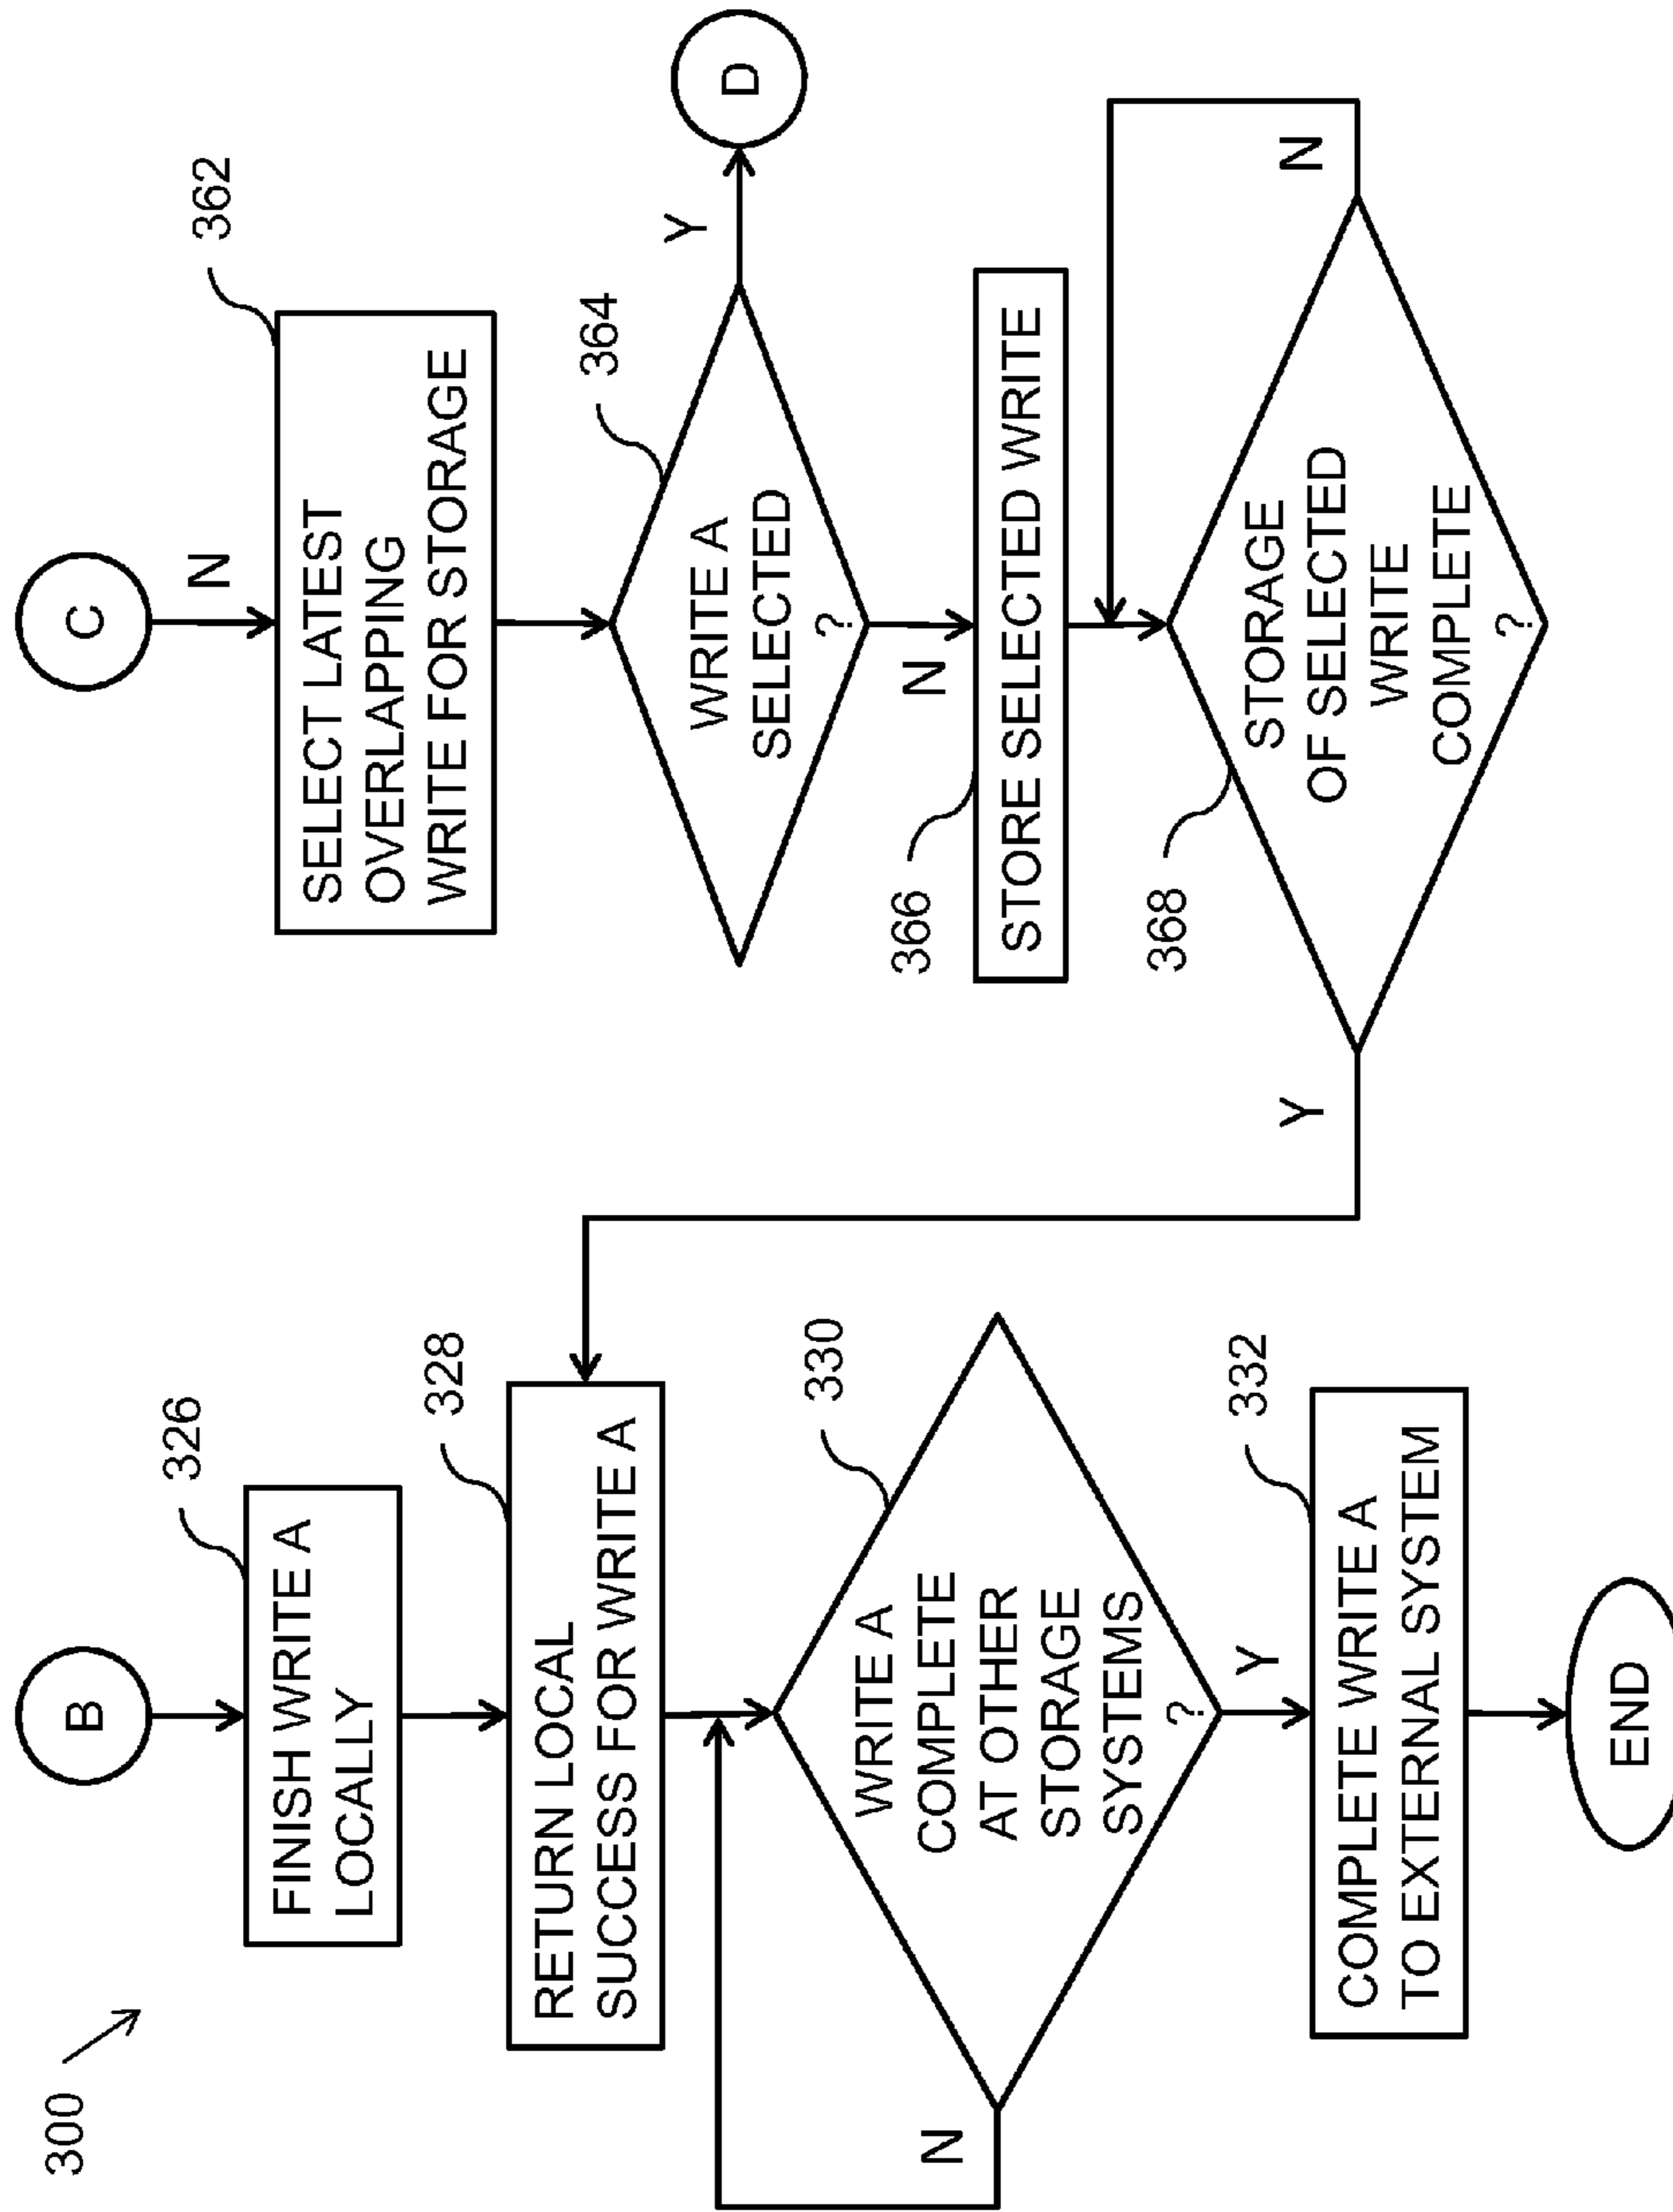 300
B
326
FINISH WRITE A
LOCALLY
328
RETURN LOCAL
SUCCESS FOR WRITE A
330
WRITE A
COMPLETE
AT OTHER
STORAGE
SYSTEMS
?
N
Y
332
COMPLETE WRITE A
TO EXTERNAL SYSTEM
END
C
N
362
SELECT LATEST
OVERLAPPING
WRITE FOR STORAGE
364
WRITE A
SELECTED
?
Y
D
N
366
STORE SELECTED WRITE
368
STORAGE
OF SELECTED
WRITE
COMPLETE
?
Y
N